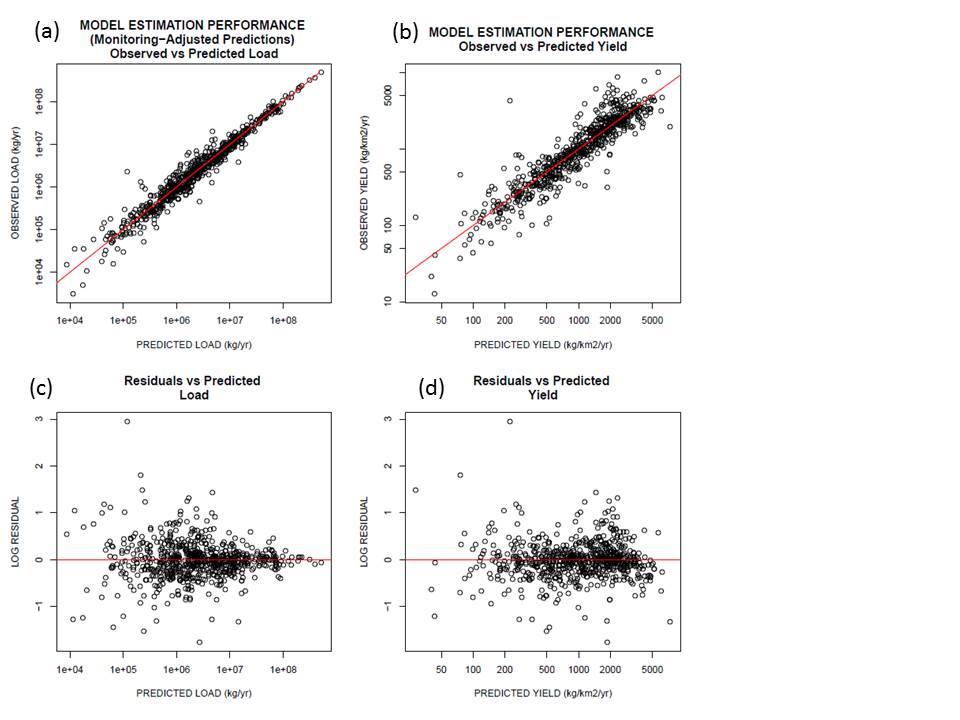 (a)
MODEL ESTIMATION PERFORMANCE
(Monitoring−Adjusted Predictions)
Observed vs Predicted Load
OBSERVED LOAD (kg/yr)
1e+08
1e+07
1e+06
1e+05
1e+04
1e+04 1e+05 1e+06 1e+07 1e+08
PREDICTED LOAD (kg/yr)
(b)
MODEL ESTIMATION PERFORMANCE
Observed vs Predicted Yield
OBSERVED YIELD (kg/km2/yr)
5000
500
100
50
10
50 100 200 500 1000 2000 5000
PREDICTED YIELD (kg/km2/yr)
(c)
Residuals vs Predicted
Load
LOG RESIDUAL
3
2
1
0
−1
1e+04 1e+05 1e+06 1e+07 1e+08
PREDICTED LOAD (kg/yr)
(d)
Residuals vs Predicted
Yield
LOG RESIDUAL
3
2
1
0
−1
50 100 200 500 1000 2000 5000
PREDICTED YIELD (kg/km2/yr)